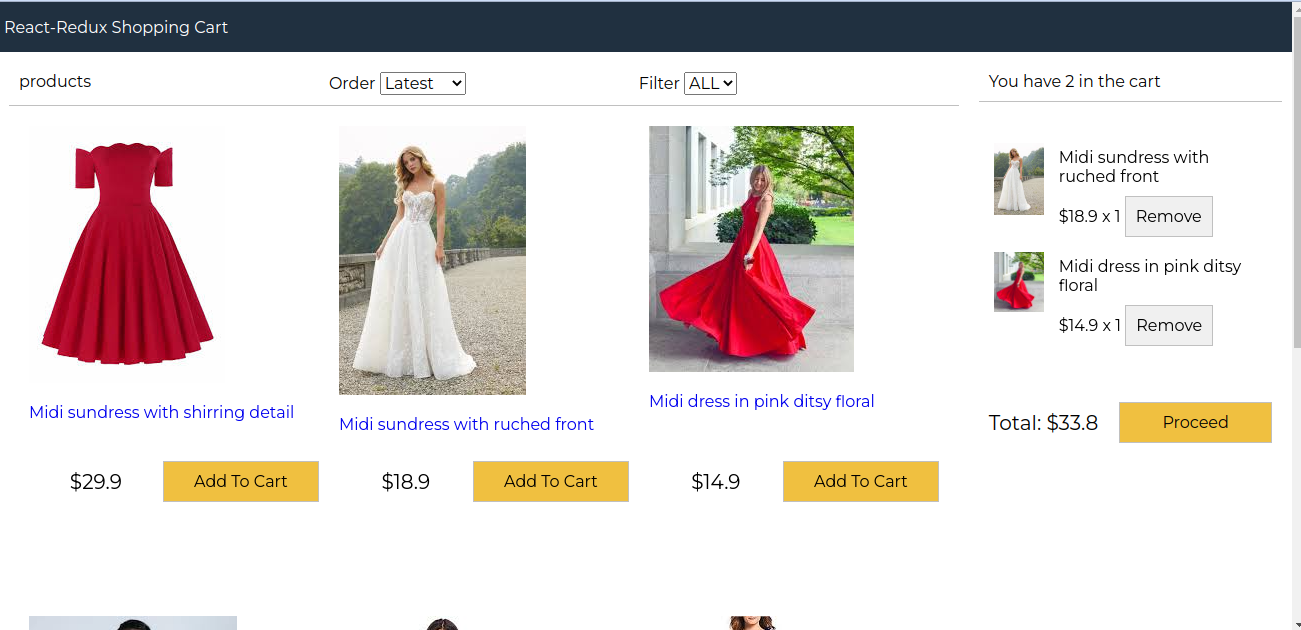 React-Redux Shopping Cart
products
Order Latest
Filter ALL
You have 2 in the cart
Midi sundress with shirring detail
$29.9 Add To Cart
Midi sundress with ruched front
$18.9 Add To Cart
Midi dress in pink ditsy floral
$14.9 Add To Cart
Midi sundress with
ruched front
$18.9 x 1 Remove
Midi dress in pink ditsy
floral
$14.9 x 1 Remove
Total: $33.8 Proceed